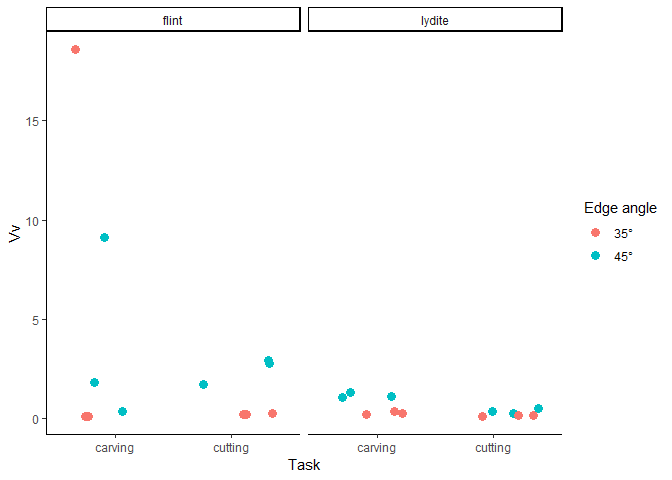 flint
lydite
15
10
5
0
Vv
carving
cutting
carving
cutting
Task
Edge angle
35°
45°